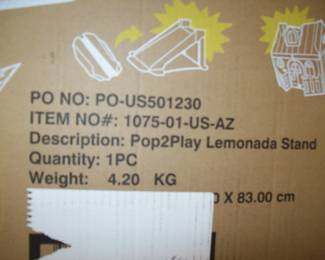 PO NO: PO-US501230
ITEM NO#: 1075-01-US-AZ
Description: Pop2Play Lemonada Stand
Quantity: 1PC
Weight: 4.20 KG
X 83.00 cm